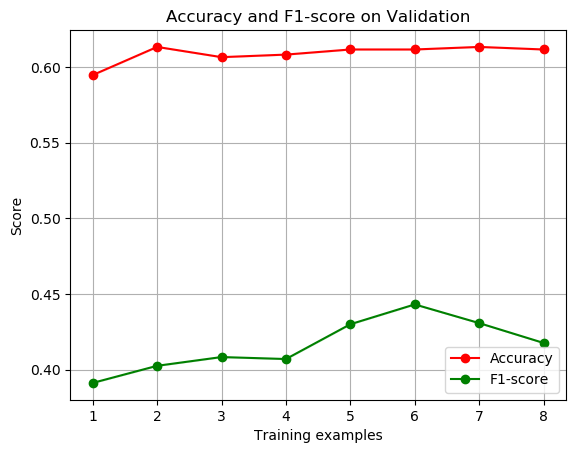 Accuracy and F1-score on Validation
Score
0.60
0.55
0.50
0.45
0.40
Accuracy
F1-score
1 2 3 4 5 6 7 8
Training examples